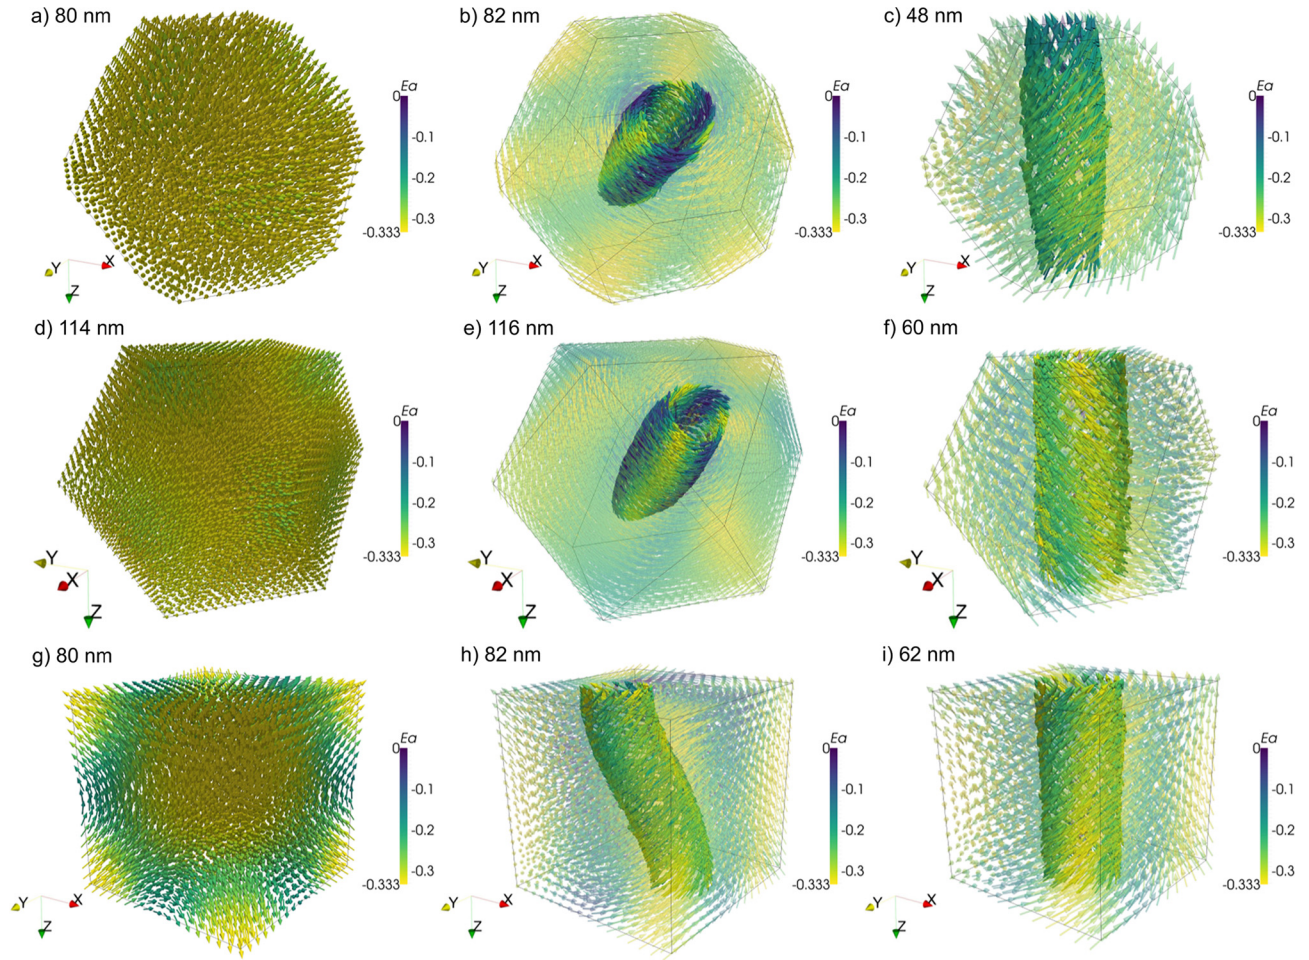 a) 80 nm
Ea
0
-0.1
-0.2
-0.3
-0.333
Y X
Z
b) 82 nm
Ea
0
-0.1
-0.2
-0.3
-0.333
Y X
Z
c) 48 nm
Ea
0
-0.1
-0.2
-0.3
-0.333
Y X
Z
d) 114 nm
Ea
0
-0.1
-0.2
-0.3
-0.333
Y
X
Z
e) 116 nm
Ea
0
-0.1
-0.2
-0.3
-0.333
Y
X
Z
f) 60 nm
Ea
0
-0.1
-0.2
-0.3
-0.333
Y
X
Z
g) 80 nm
Ea
0
-0.1
-0.2
-0.3
-0.333
Y X
Z
h) 82 nm
Ea
0
-0.1
-0.2
-0.3
-0.333
Y X
Z
i) 62 nm
Ea
0
-0.1
-0.2
-0.3
-0.333
Y X
Z